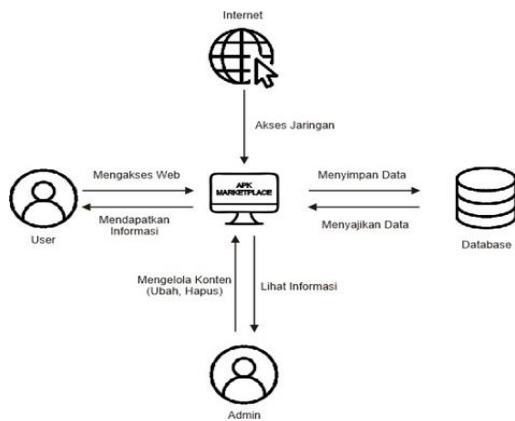 Internet
Akses Jaringan
Mengakses Web
APK
MARKETPLACE
Menyimpan Data
Mendapatkan
Informasi
Menyajikan Data
User
Database
Mengelola Konten
(Ubah, Hapus)
Lihat Informasi
Admin